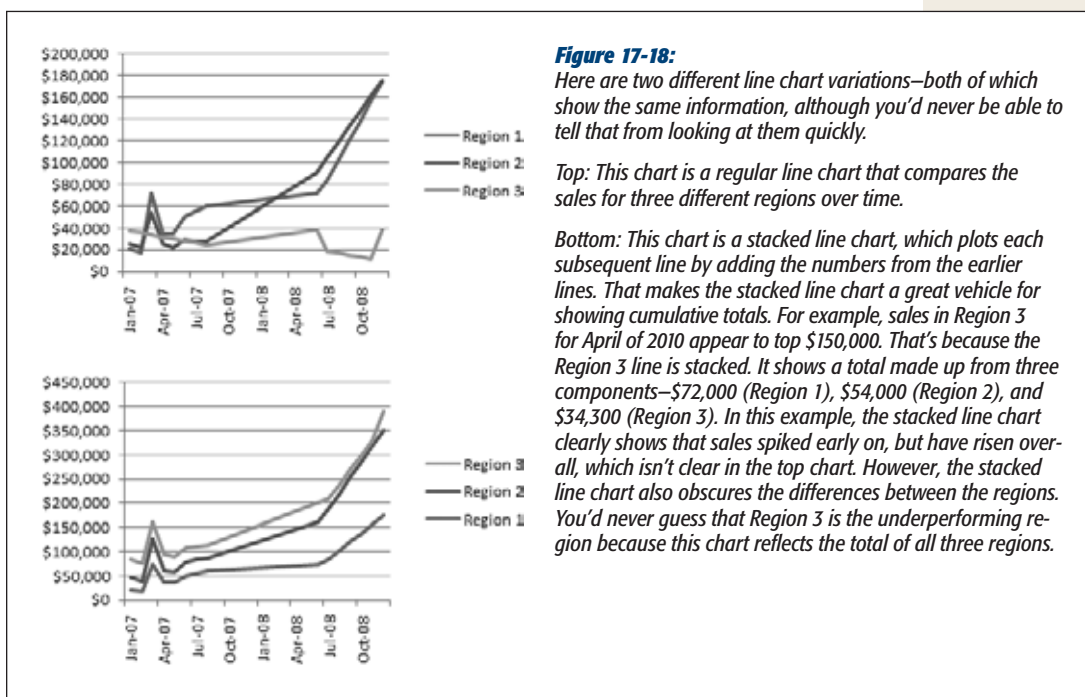 $200,000
$180,000
$160,000
$140,000
$120,000
$100,000
$80,000
$60,000
$40,000
$20,000
$0
Jan-07
Apr-07
Jul-07
Oct-07
Jan-08
Apr-08
Jul-08
Oct-08
Region 1
Region 2
Region 3
$450,000
$400,000
$350,000
$300,000
$250,000
$200,000
$150,000
$100,000
$50,000
$0
Jan-07
Apr-07
Jul-07
Oct-07
Jan-08
Apr-08
Jul-08
Oct-08
Region 3
Region 2
Region 1
Figure 17-18:
Here are two different line chart variations—both of which
show the same information, although you'd never be able to
tell that from looking at them quickly.
Top: This chart is a regular line chart that compares the
sales for three different regions over time.
Bottom: This chart is a stacked line chart, which plots each
subsequent line by adding the numbers from the earlier
lines. That makes the stacked line chart a great vehicle for
showing cumulative totals. For example, sales in Region 3
for April of 2010 appear to top $150,000. That's because the
Region 3 line is stacked. It shows a total made up from three
components—$72,000 (Region 1), $54,000 (Region 2), and
$34,300 (Region 3). In this example, the stacked line chart
clearly shows that sales spiked early on, but have risen over-
all, which isn't clear in the top chart. However, the stacked
line chart also obscures the differences between the regions.
You'd never guess that Region 3 is the underperforming re-
gion because this chart reflects the total of all three regions.